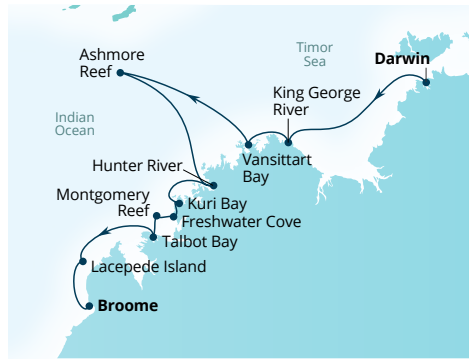 Ashmore
Reef
Timor
Sea
Darwin
King George
River
Indian
Ocean
Vansittart
Bay
Hunter River
Montgomery
Reef
Kuri Bay
Freshwater Cove
Talbot Bay
Lacepede Island
Broome